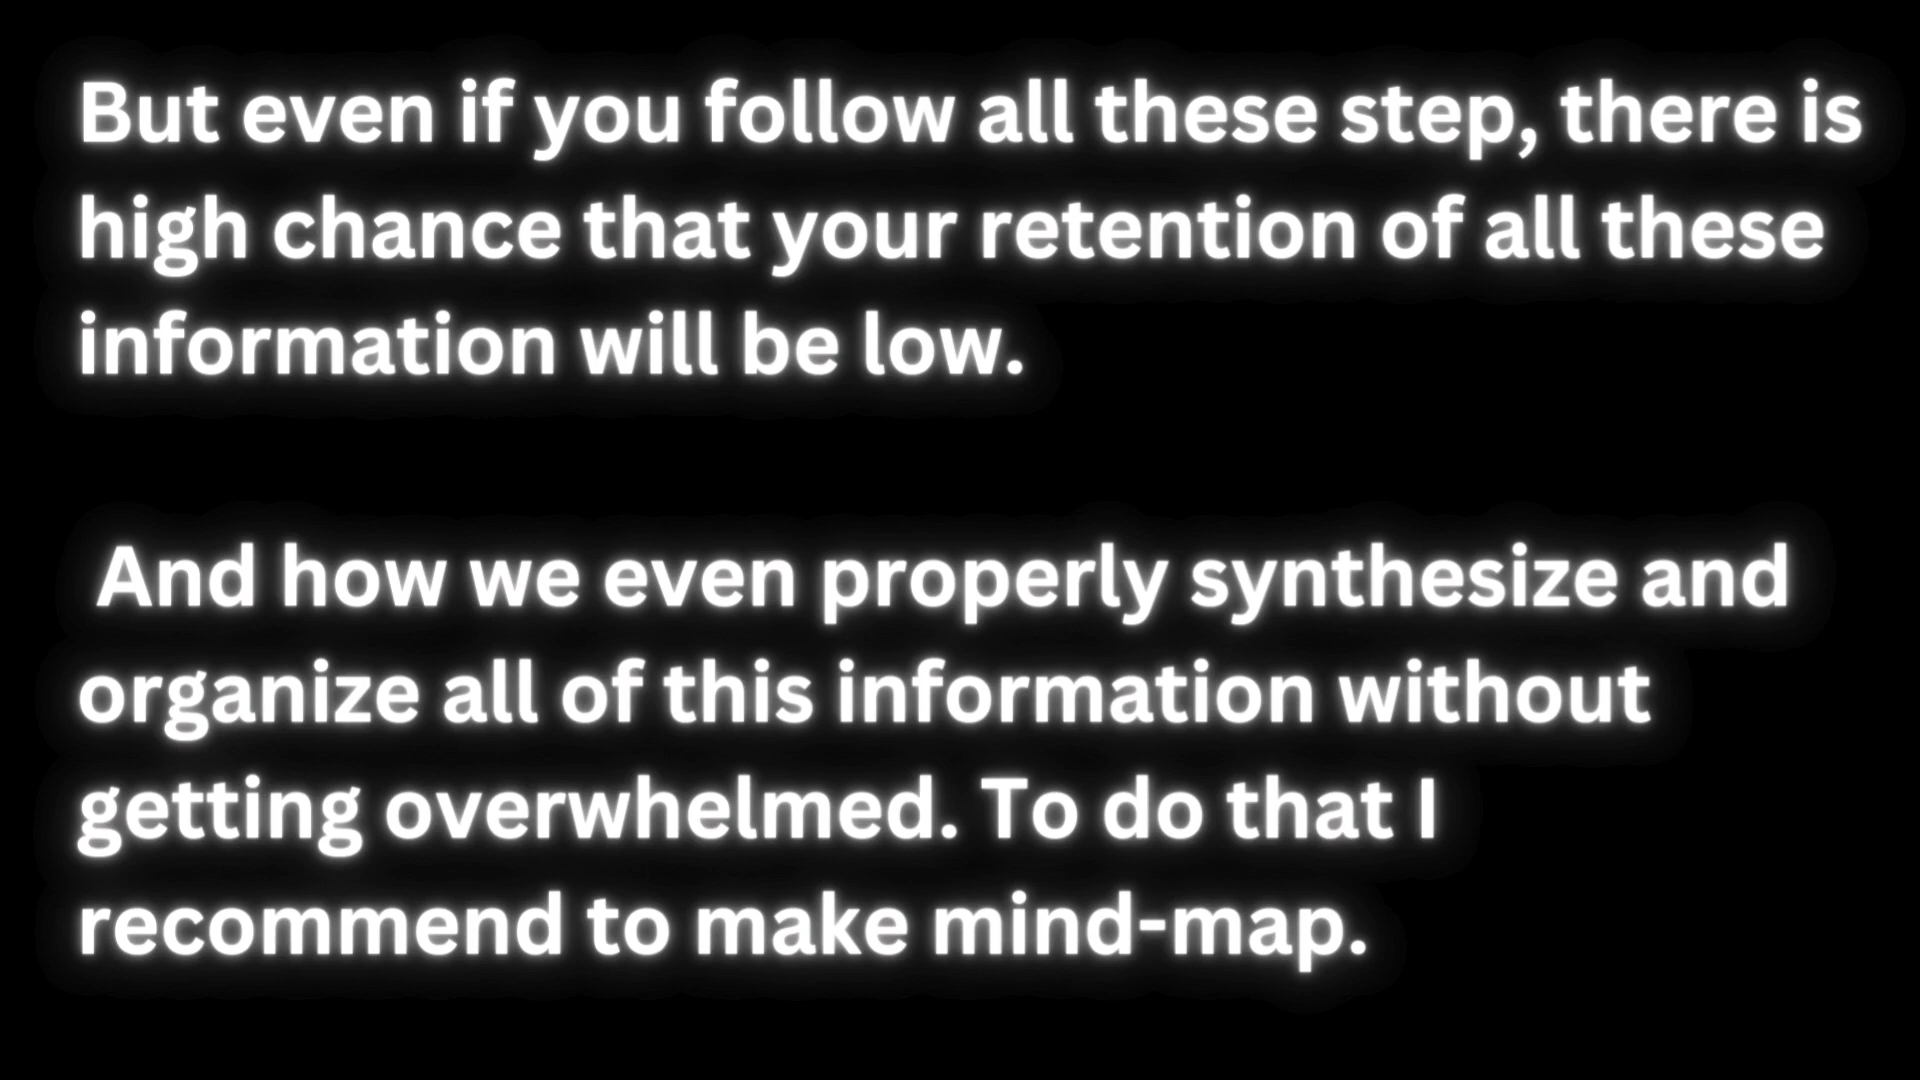 But even if you follow all these step, there is
high chance that your retention of all these
information will be low.
And how we even properly synthesize and
organize all of this information without
getting overwhelmed. To do that I
recommend to make mind-map.